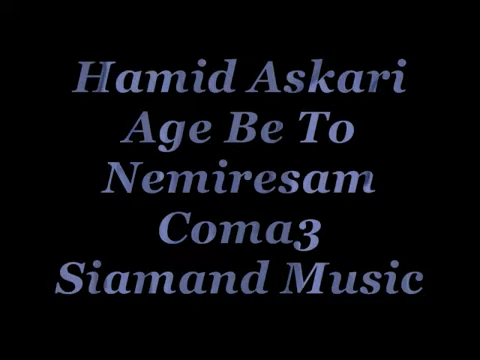 Hamid Askari
Age Be To
Nemiresam
Coma3
Siamand Music